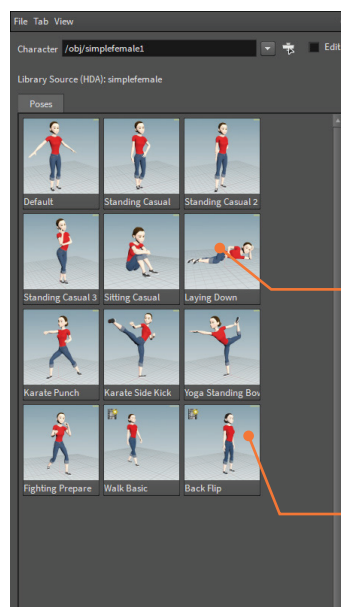 File Tab View
Character /obj/simplefemale1 Edit
Library Source (HDA): simplefemale
Poses
Default Standing Casual Standing Casual 2
Standing Casual 3 Sitting Casual Laying Down
Karate Punch Karate Side Kick Yoga Standing Bow
Fighting Prepare Walk Basic Back Flip